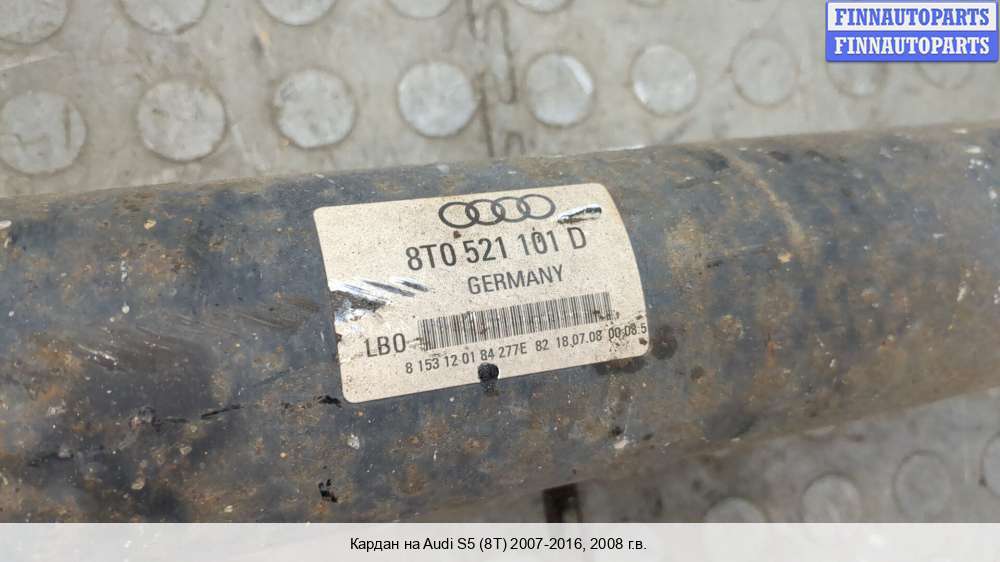 FINNAUTOPARTS
FINNAUTOPARTS
8T0 521 101 D
GERMANY
LBO
8 153 12 01 84 277E 82 18.07.08 00:08:5
Кардан на Audi S5 (8T) 2007-2016, 2008 г.в.